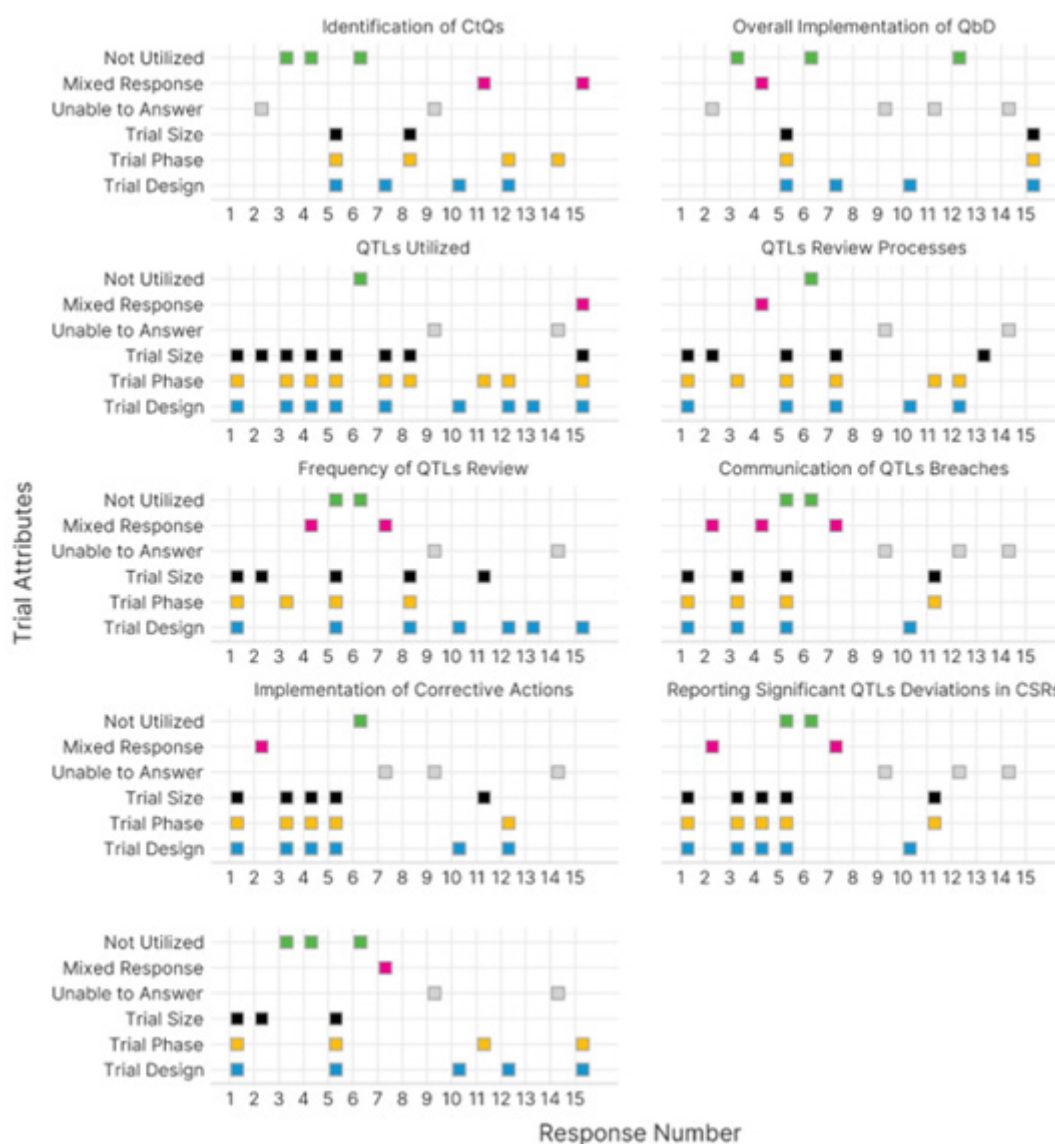 Identification of CtQs
Overall Implementation of QbD
Not Utilized
Mixed Response
Unable to Answer
Trial Size
Trial Phase
Trial Design
1 2 3 4 5 6 7 8 9 10 11 12 13 14 15
1 2 3 4 5 6 7 8 9 10 11 12 13 14 15
QTLs Utilized
QTLs Review Processes
Not Utilized
Mixed Response
Unable to Answer
Trial Size
Trial Phase
Trial Design
1 2 3 4 5 6 7 8 9 10 11 12 13 14 15
1 2 3 4 5 6 7 8 9 10 11 12 13 14 15
Frequency of QTLs Review
Communication of QTLs Breaches
Not Utilized
Mixed Response
Unable to Answer
Trial Size
Trial Phase
Trial Design
1 2 3 4 5 6 7 8 9 10 11 12 13 14 15
1 2 3 4 5 6 7 8 9 10 11 12 13 14 15
Trial Attributes
Implementation of Corrective Actions
Reporting Significant QTLs Deviations in CSRs
Not Utilized
Mixed Response
Unable to Answer
Trial Size
Trial Phase
Trial Design
1 2 3 4 5 6 7 8 9 10 11 12 13 14 15
1 2 3 4 5 6 7 8 9 10 11 12 13 14 15
Not Utilized
Mixed Response
Unable to Answer
Trial Size
Trial Phase
Trial Design
1 2 3 4 5 6 7 8 9 10 11 12 13 14 15
Response Number